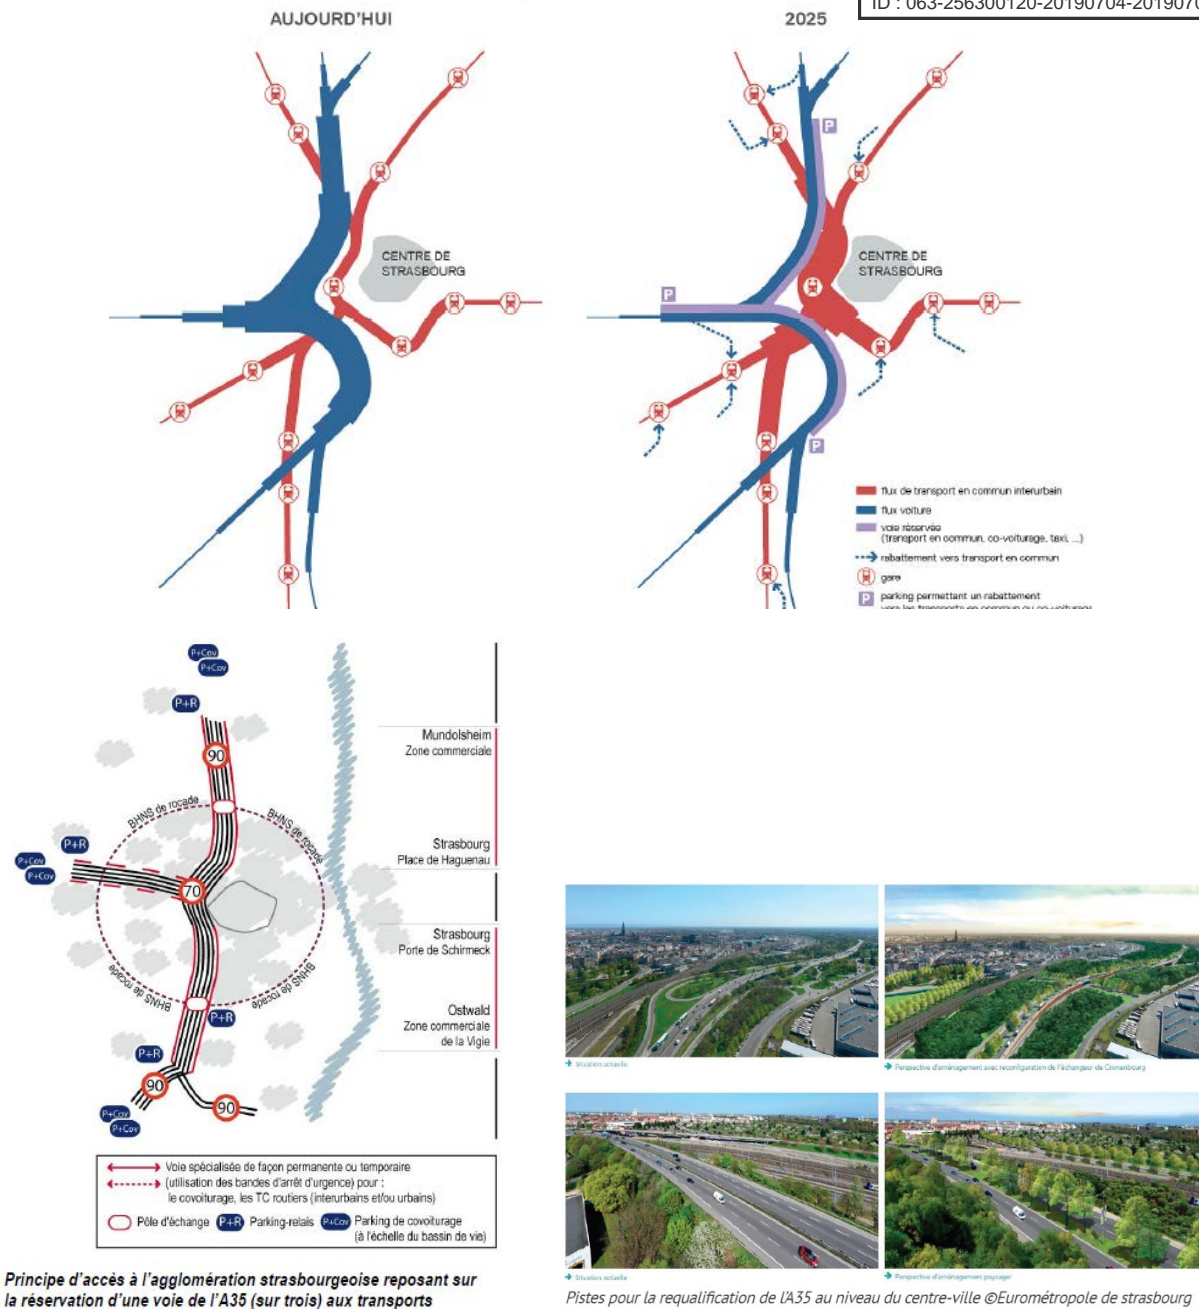 ID : 063-256300120-20190704-2019070
AUJOURD'HUI
2025
CENTRE DE
STRASBOURG
P
CENTRE DE
STRASBOURG
P
P
flux de transport en commun interurbain
flux voiture
voie réservée
(transport en commun, co-voiturage, taxi, ...)
rabattement vers transport en commun
gare
P
parking permettant un rabattement
vers les transports en commun ou co-voiturage
P+Cov
P+Cov
P+R
90
Mundolsheim
Zone commerciale
BHNS de rocade
BHNS de rocade
P+R
P+Cov
P+Cov
70
Strasbourg
Place de Haguenau
Strasbourg
Porte de Schirmeck
BHNS de rocade
BHNS de rocade
P+R
Ostwald
Zone commerciale
de la Vigie
P+R
90
90
P+Cov
P+Cov
Voie spécialisée de façon permanente ou temporaire
(utilisation des bandes d'arrêt d'urgence) pour :
le covoiturage, les TC routiers (interurbains et/ou urbains)
Pôle d'échange P+R Parking-relais P+Cov Parking de covoiturage
(à l'échelle du bassin de vie)
Principe d'accès à l'agglomération strasbourgeoise reposant sur
la réservation d'une voie de l'A35 (sur trois) aux transports
Situation actuelle
Perspective d'aménagement avec reconfiguration de l'échangeur de Cronenbourg
Situation actuelle
Perspective d'aménagement paysager
Pistes pour la requalification de l'A35 au niveau du centre-ville ©Eurométropole de strasbourg